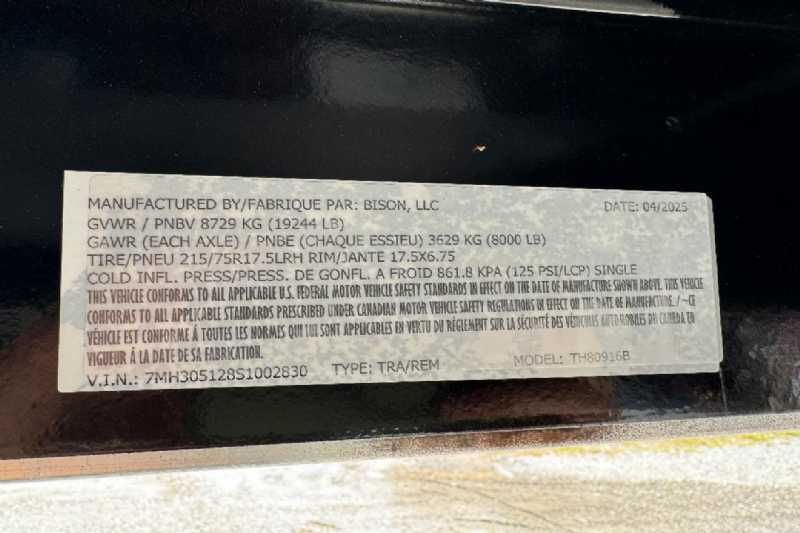 MANUFACTURED BY/FABRIQUE PAR: BISON, LLC DATE: 04/2025
GVWR / PNBV 8729 KG (19244 LB)
GAWR (EACH AXLE) / PNBE (CHAQUE ESSIEU) 3629 KG (8000 LB)
TIRE/PNEU 215/75R17.5LRH RIM/JANTE 17.5X6.75
COLD INFL. PRESS/PRESS. DE GONFL. A FROID 861.8 KPA (125 PSI/LCP) SINGLE
THIS VEHICLE CONFORMS TO ALL APPLICABLE U.S. FEDERAL MOTOR VEHICLE SAFETY STANDARDS IN EFFECT ON THE DATE OF MANUFACTURE SHOWN ABOVE. THIS VEHICLE
CONFORMS TO ALL APPLICABLE STANDARDS PRESCRIBED UNDER CANADIAN MOTOR VEHICLE SAFETY REGULATIONS IN EFFECT ON THE DATE OF MANUFACTURE. / –CE
VÉHICLE EST CONFORME À TOUTES LES NORMES QUI LUI SONT APPLICABLES EN VERTU DU RÈGLEMENT SUR LA SÉCURITÉ DES VÉHICULES AUTOMOBILES DU CANADA EN
VIGUEUR À LA DATE DE SA FABRICATION.
V.I.N.: 7MH305128S1002830 TYPE: TRA/REM MODEL: TH80916B